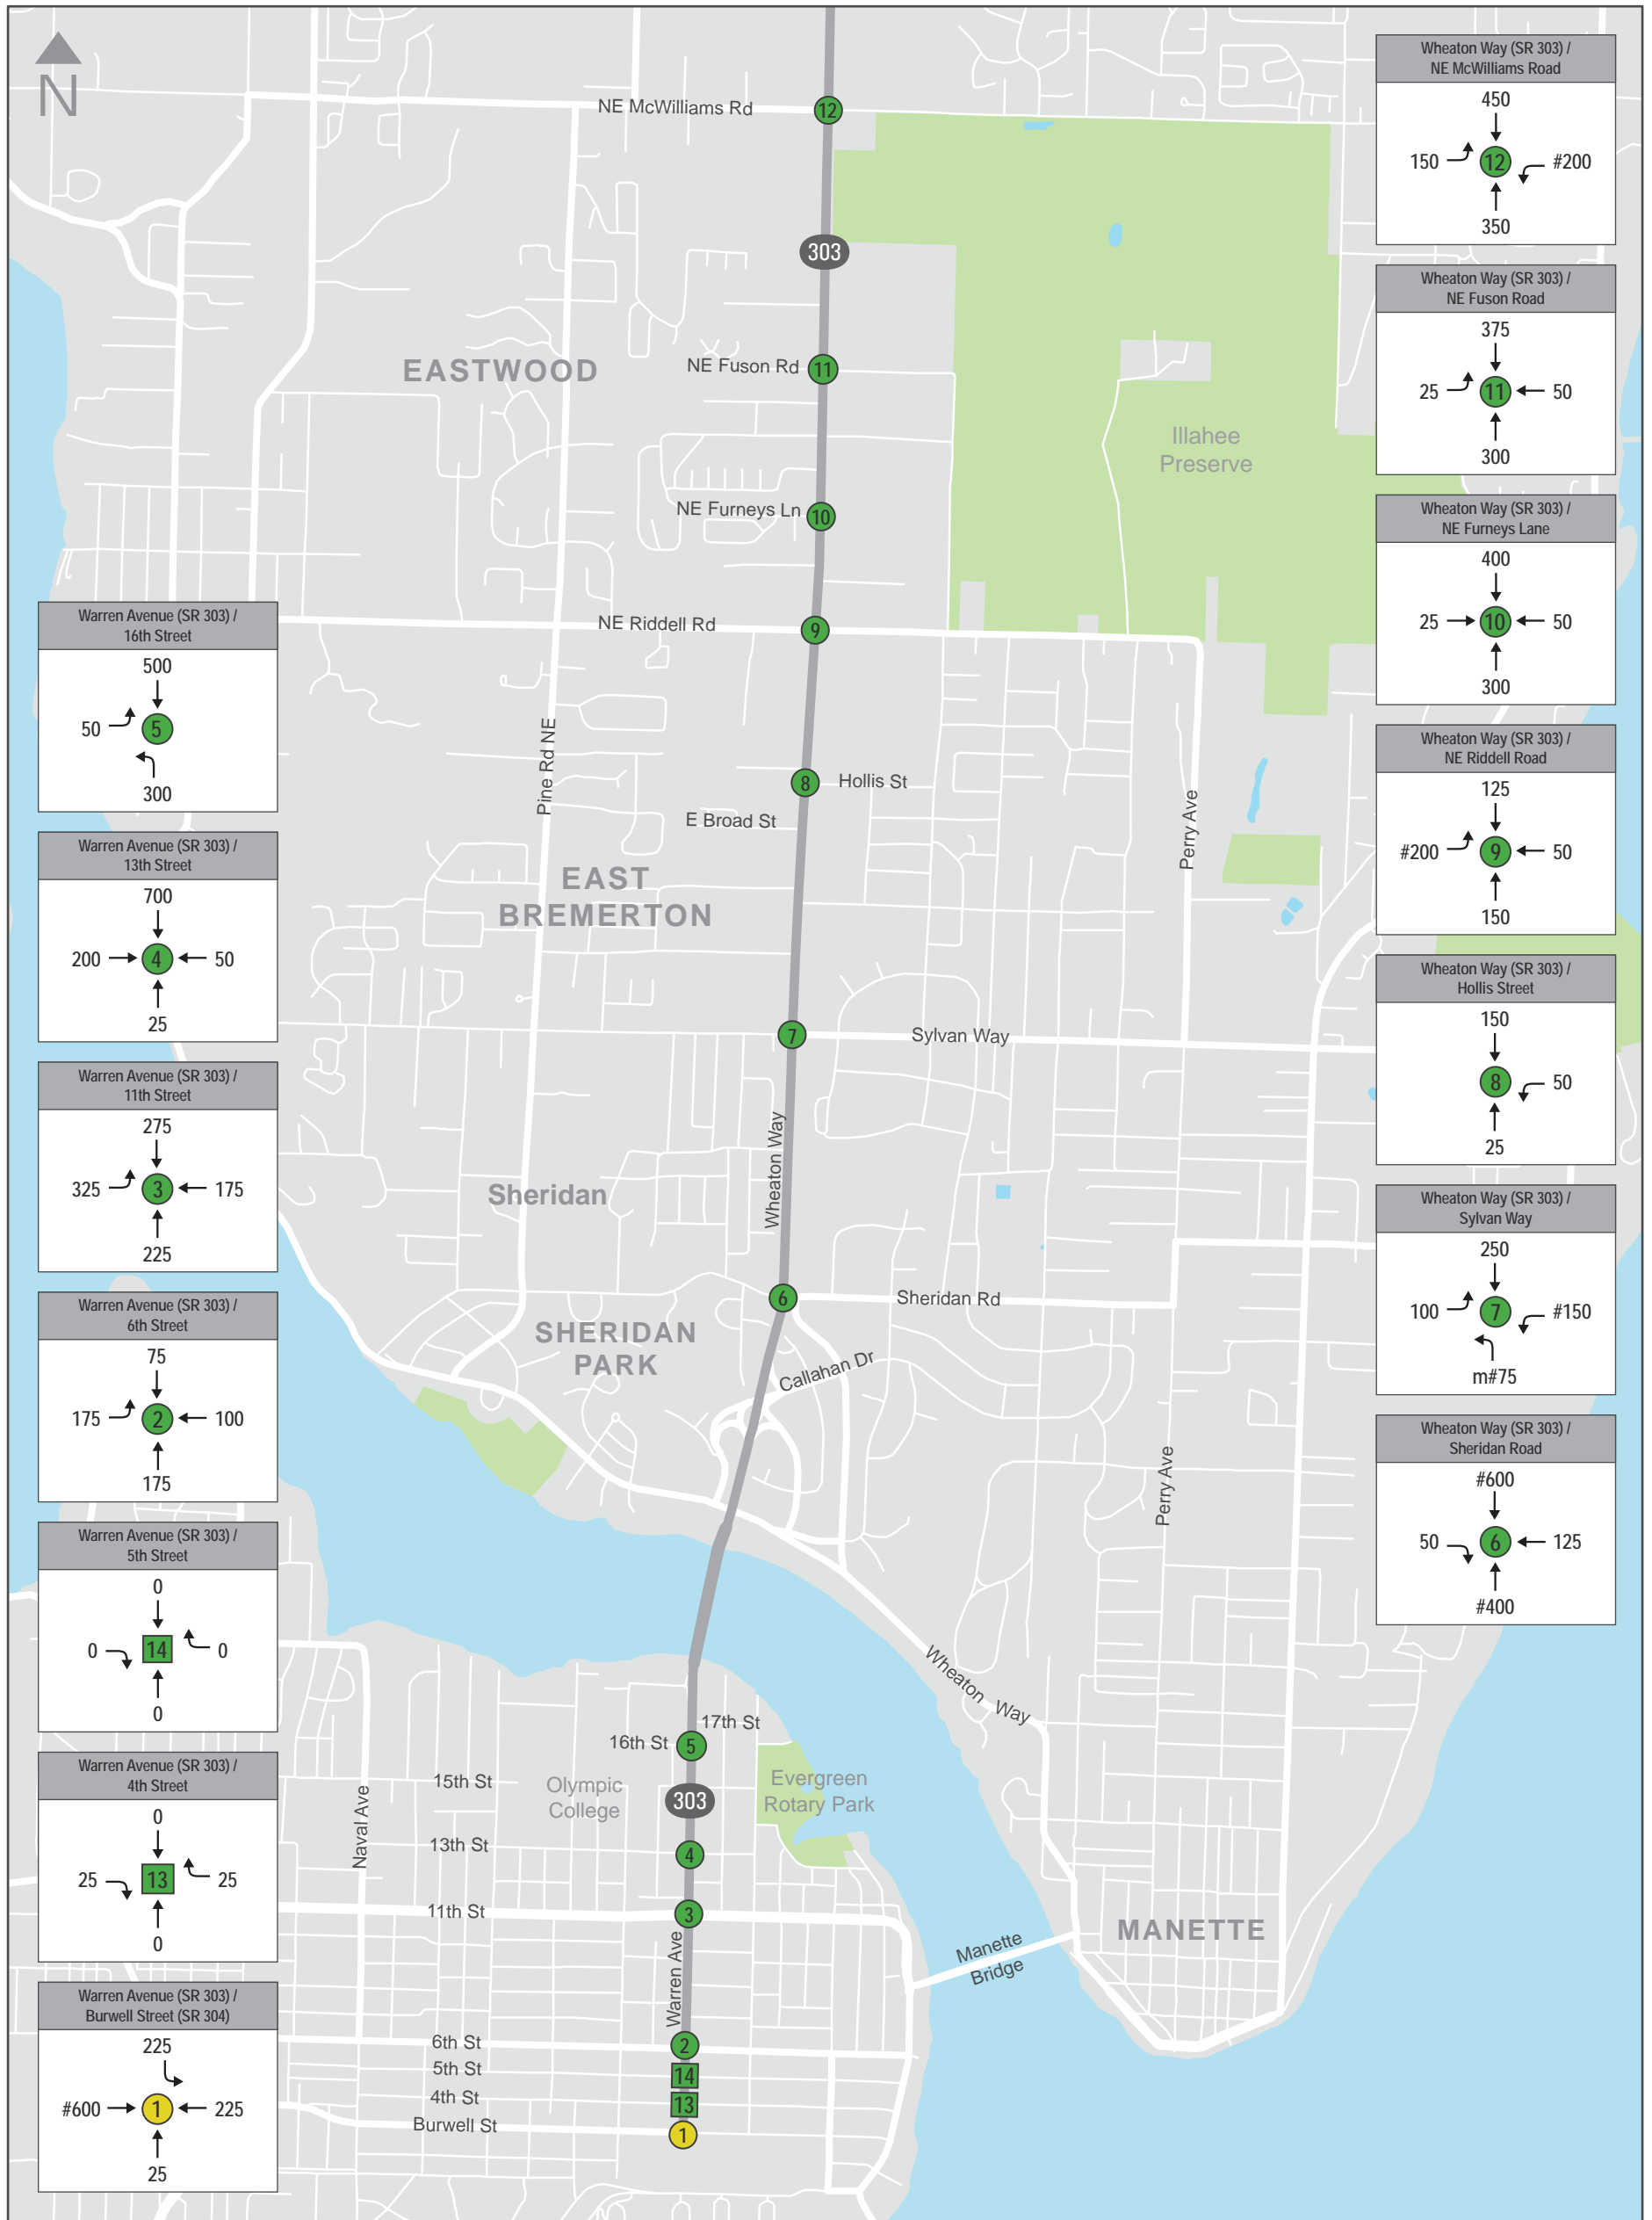 N
NE McWilliams Rd
12
303
EASTWOOD
NE Fuson Rd
11
Illahee
Preserve
NE Furneys Ln
10
NE Riddell Rd
9
Pine Rd NE
8
Hollis St
E Broad St
Perry Ave
EAST
BREMERTON
7
Sylvan Way
Wheaton Way
Sheridan
6
Sheridan Rd
SHERIDAN
PARK
Callahan Dr
Perry Ave
Wheaton Way
17th St
16th St
5
303
15th St
Olympic
College
Evergreen
Rotary Park
Naval Ave
13th St
4
11th St
3
Warren Ave
Manette
Bridge
MANETTE
6th St
2
5th St
14
4th St
13
Burwell St
1
Warren Avenue (SR 303) /
16th Street
500
50
5
300
Warren Avenue (SR 303) /
13th Street
700
200
4
50
25
Warren Avenue (SR 303) /
11th Street
275
325
3
175
225
Warren Avenue (SR 303) /
6th Street
75
175
2
100
175
Warren Avenue (SR 303) /
5th Street
0
0
14
0
0
Warren Avenue (SR 303) /
4th Street
0
25
13
25
0
Warren Avenue (SR 303) /
Burwell Street (SR 304)
225
#600
1
225
25
Wheaton Way (SR 303) /
NE McWilliams Road
450
150
12
#200
350
Wheaton Way (SR 303) /
NE Fuson Road
375
25
11
50
300
Wheaton Way (SR 303) /
NE Furneys Lane
400
25
10
50
300
Wheaton Way (SR 303) /
NE Riddell Road
125
#200
9
50
150
Wheaton Way (SR 303) /
Hollis Street
150
8
50
25
Wheaton Way (SR 303) /
Sylvan Way
250
100
7
#150
m#75
Wheaton Way (SR 303) /
Sheridan Road
#600
50
6
125
#400